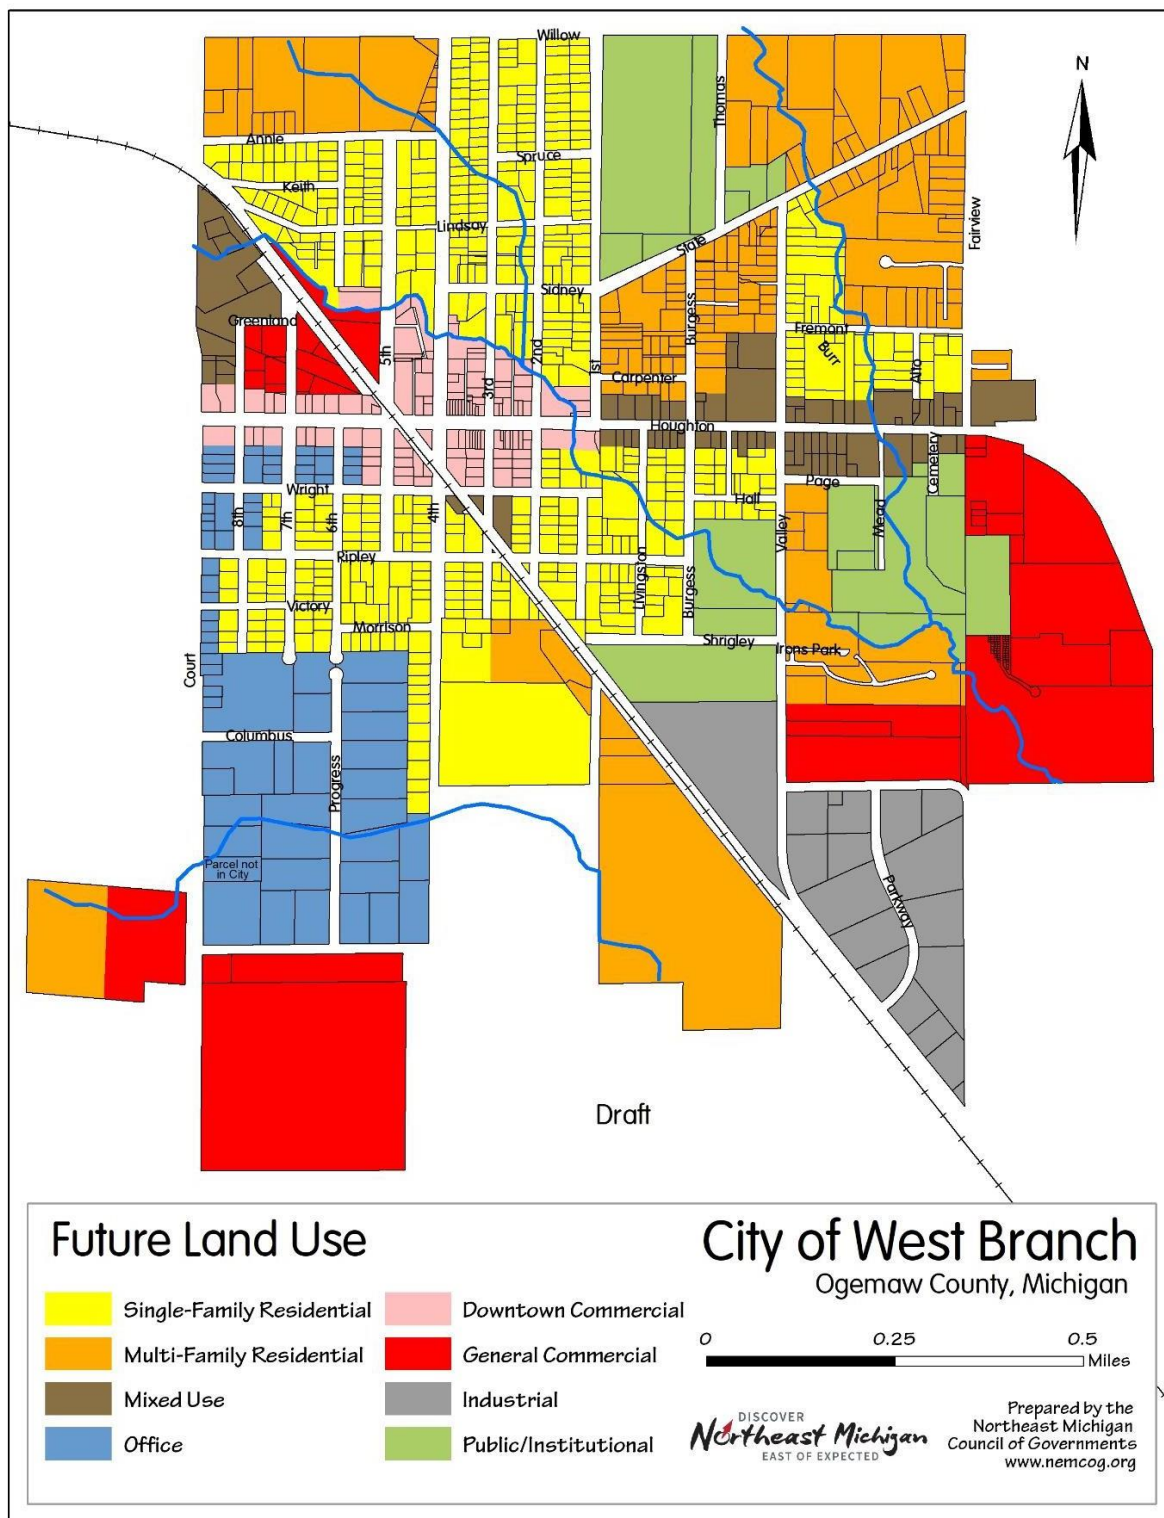 Willow
N
Thomas
Annie
Spruce
Keith
Fairview
Lindsay
State
Sidney
Greenland
Burgess
Fremont
5th
2nd
Burr
1st
Alto
3rd
Carpenter
Houghton
Cemetery
Wright
Page
Hall
8th
7th
6th
4th
Mead
Valley
Ripley
Livingston
Burgess
Victory
Morrison
Shrigley
Irons Park
Court
Columbus
Progress
Parcel not
in City
Parkway
Draft
Future Land Use
Single-Family Residential
Multi-Family Residential
Mixed Use
Office
Downtown Commercial
General Commercial
Industrial
Public/Institutional
City of West Branch
Ogemaw County, Michigan
0 0.25 0.5
Miles
DISCOVER
Northeast Michigan
EAST OF EXPECTED
Prepared by the
Northeast Michigan
Council of Governments
www.nemcog.org